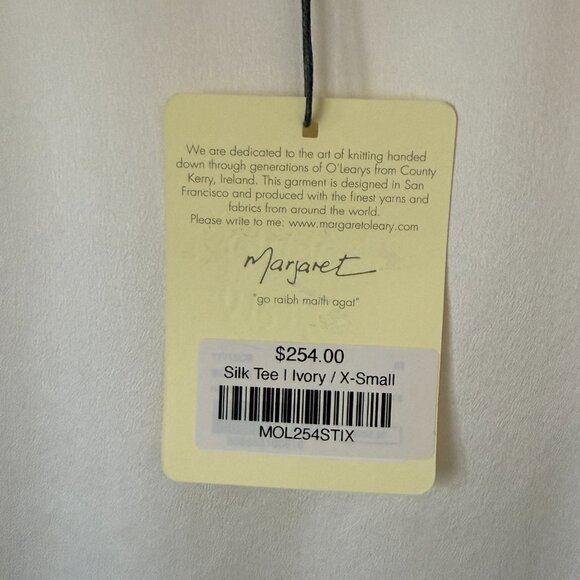 We are dedicated to the art of knitting handed
down through generations of O'Learys from County
Kerry, Ireland. This garment is designed in San
Francisco and produced with the finest yarns and
fabrics from around the world.
Please write to me: www.margaretoleary.com
Margaret
"go raibh maith agat"
$254.00
Silk Tee | Ivory / X-Small
MOL254STIX